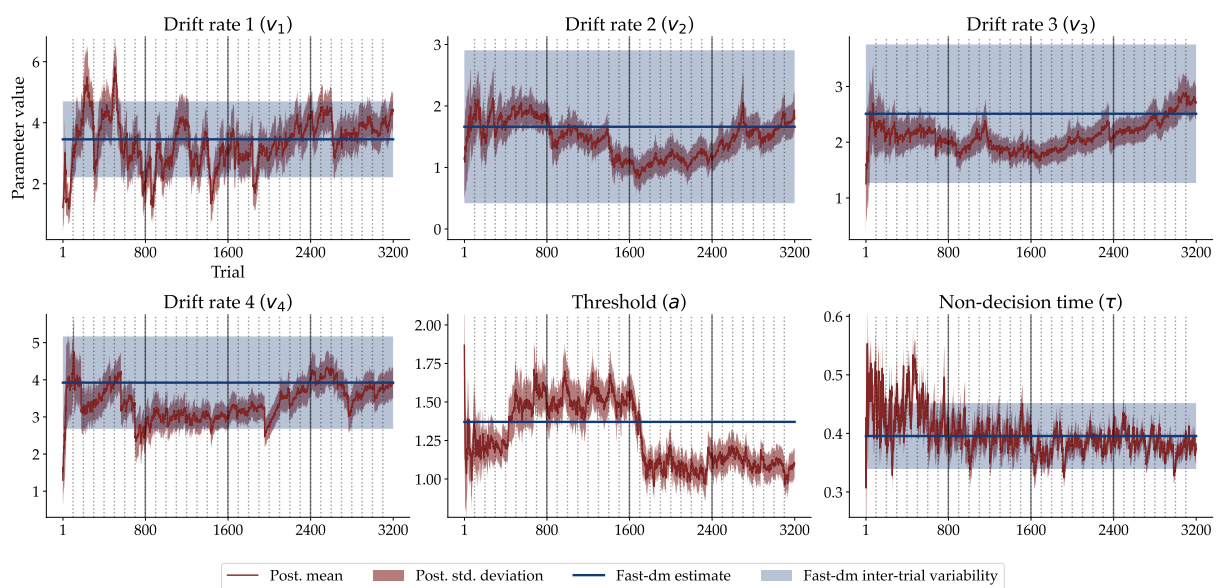 Drift rate 1 (v₁)
Drift rate 2 (v₂)
Drift rate 3 (v₃)
Parameter value
6
4
2
1 800 1600 2400 3200
Trial
3
2
1
0
1 800 1600 2400 3200
3
2
1
1 800 1600 2400 3200
Drift rate 4 (v₄)
Threshold (a)
Non-decision time (τ)
5
4
3
2
1
1 800 1600 2400 3200
2.00
1.75
1.50
1.25
1.00
1 800 1600 2400 3200
0.6
0.5
0.4
0.3
1 800 1600 2400 3200
Post. mean Post. std. deviation Fast-dm estimate Fast-dm inter-trial variability